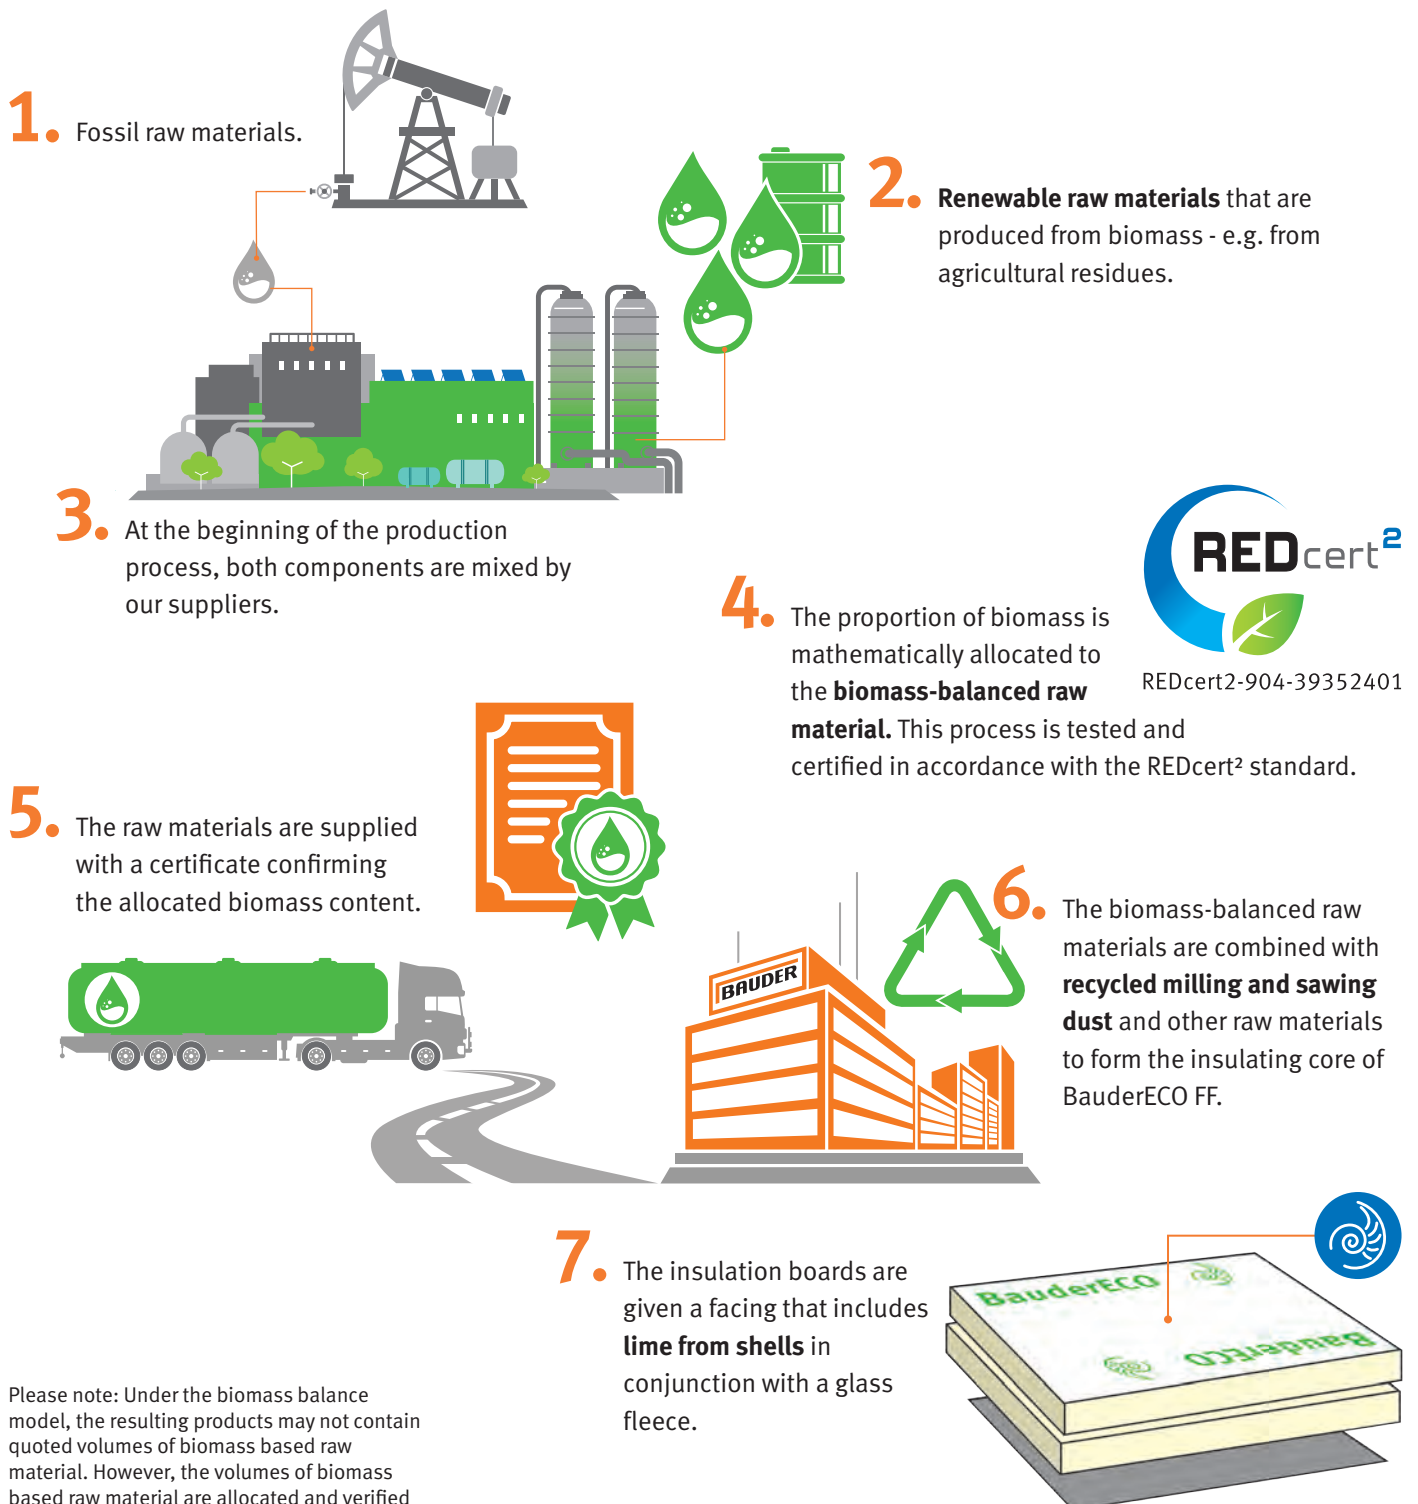 1. Fossil raw materials.
2. Renewable raw materials that are
produced from biomass - e.g. from
agricultural residues.
3. At the beginning of the production
process, both components are mixed by
our suppliers.
REDcert²
REDcert2-904-39352401
4. The proportion of biomass is
mathematically allocated to
the biomass-balanced raw
material. This process is tested and
certified in accordance with the REDcert² standard.
5. The raw materials are supplied
with a certificate confirming
the allocated biomass content.
BAUDER
6. The biomass-balanced raw
materials are combined with
recycled milling and sawing
dust and other raw materials
to form the insulating core of
BauderECO FF.
7. The insulation boards are
given a facing that includes
lime from shells in
conjunction with a glass
fleece.
BauderECO
BauderECO
Please note: Under the biomass balance
model, the resulting products may not contain
quoted volumes of biomass based raw
material. However, the volumes of biomass
based raw material are allocated and verified